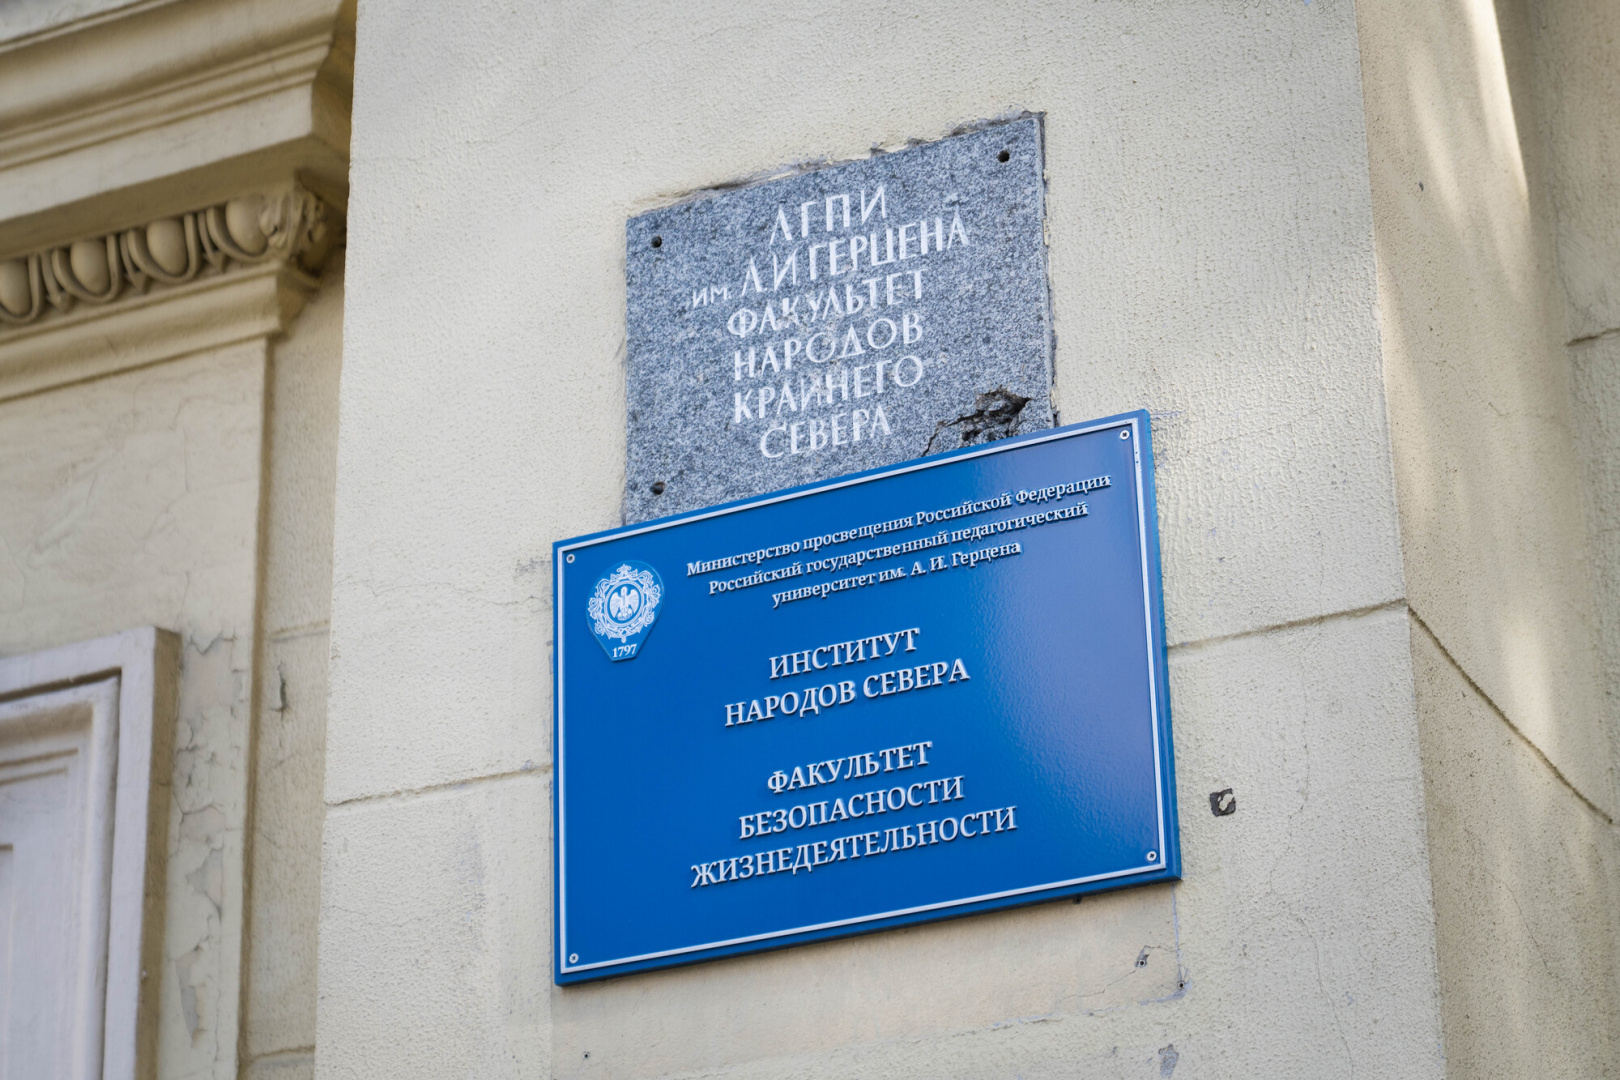 ЛГПИ
ИМ. А.И.ГЕРЦЕНА
ФАКУЛЬТЕТ
НАРОДОВ
КРАЙНЕГО
СЕВЕРА
Министерство просвещения Российской Федерации
Российский государственный педагогический
университет им. А. И. Герцена
1797
ИНСТИТУТ
НАРОДОВ СЕВЕРА
ФАКУЛЬТЕТ
БЕЗОПАСНОСТИ
ЖИЗНЕДЕЯТЕЛЬНОСТИ